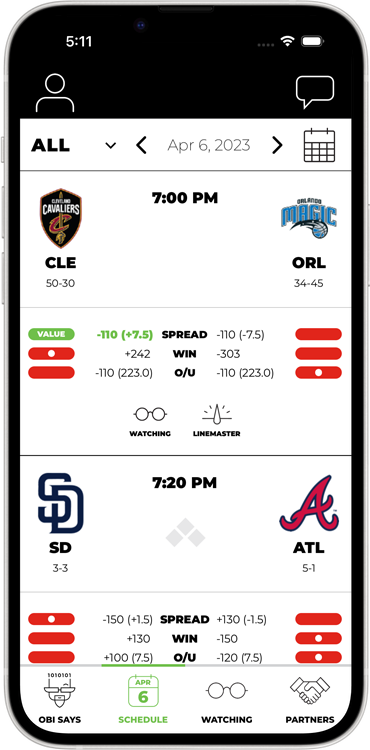 5:11
ALL Apr 6, 2023
7:00 PM
CLEVELAND
CAVALIERS
ORLANDO
MAGIC
CLE ORL
50-30 34-45
VALUE -110 (+7.5) SPREAD -110 (-7.5)
+242 WIN -303
-110 (223.0) O/U -110 (223.0)
WATCHING LINEMASTER
7:20 PM
SD
A
SD ATL
3-3 5-1
-150 (+1.5) SPREAD +130 (-1.5)
+130 WIN -150
+100 (7.5) O/U -120 (7.5)
1010101 APR
6
OBI SAYS SCHEDULE WATCHING PARTNERS